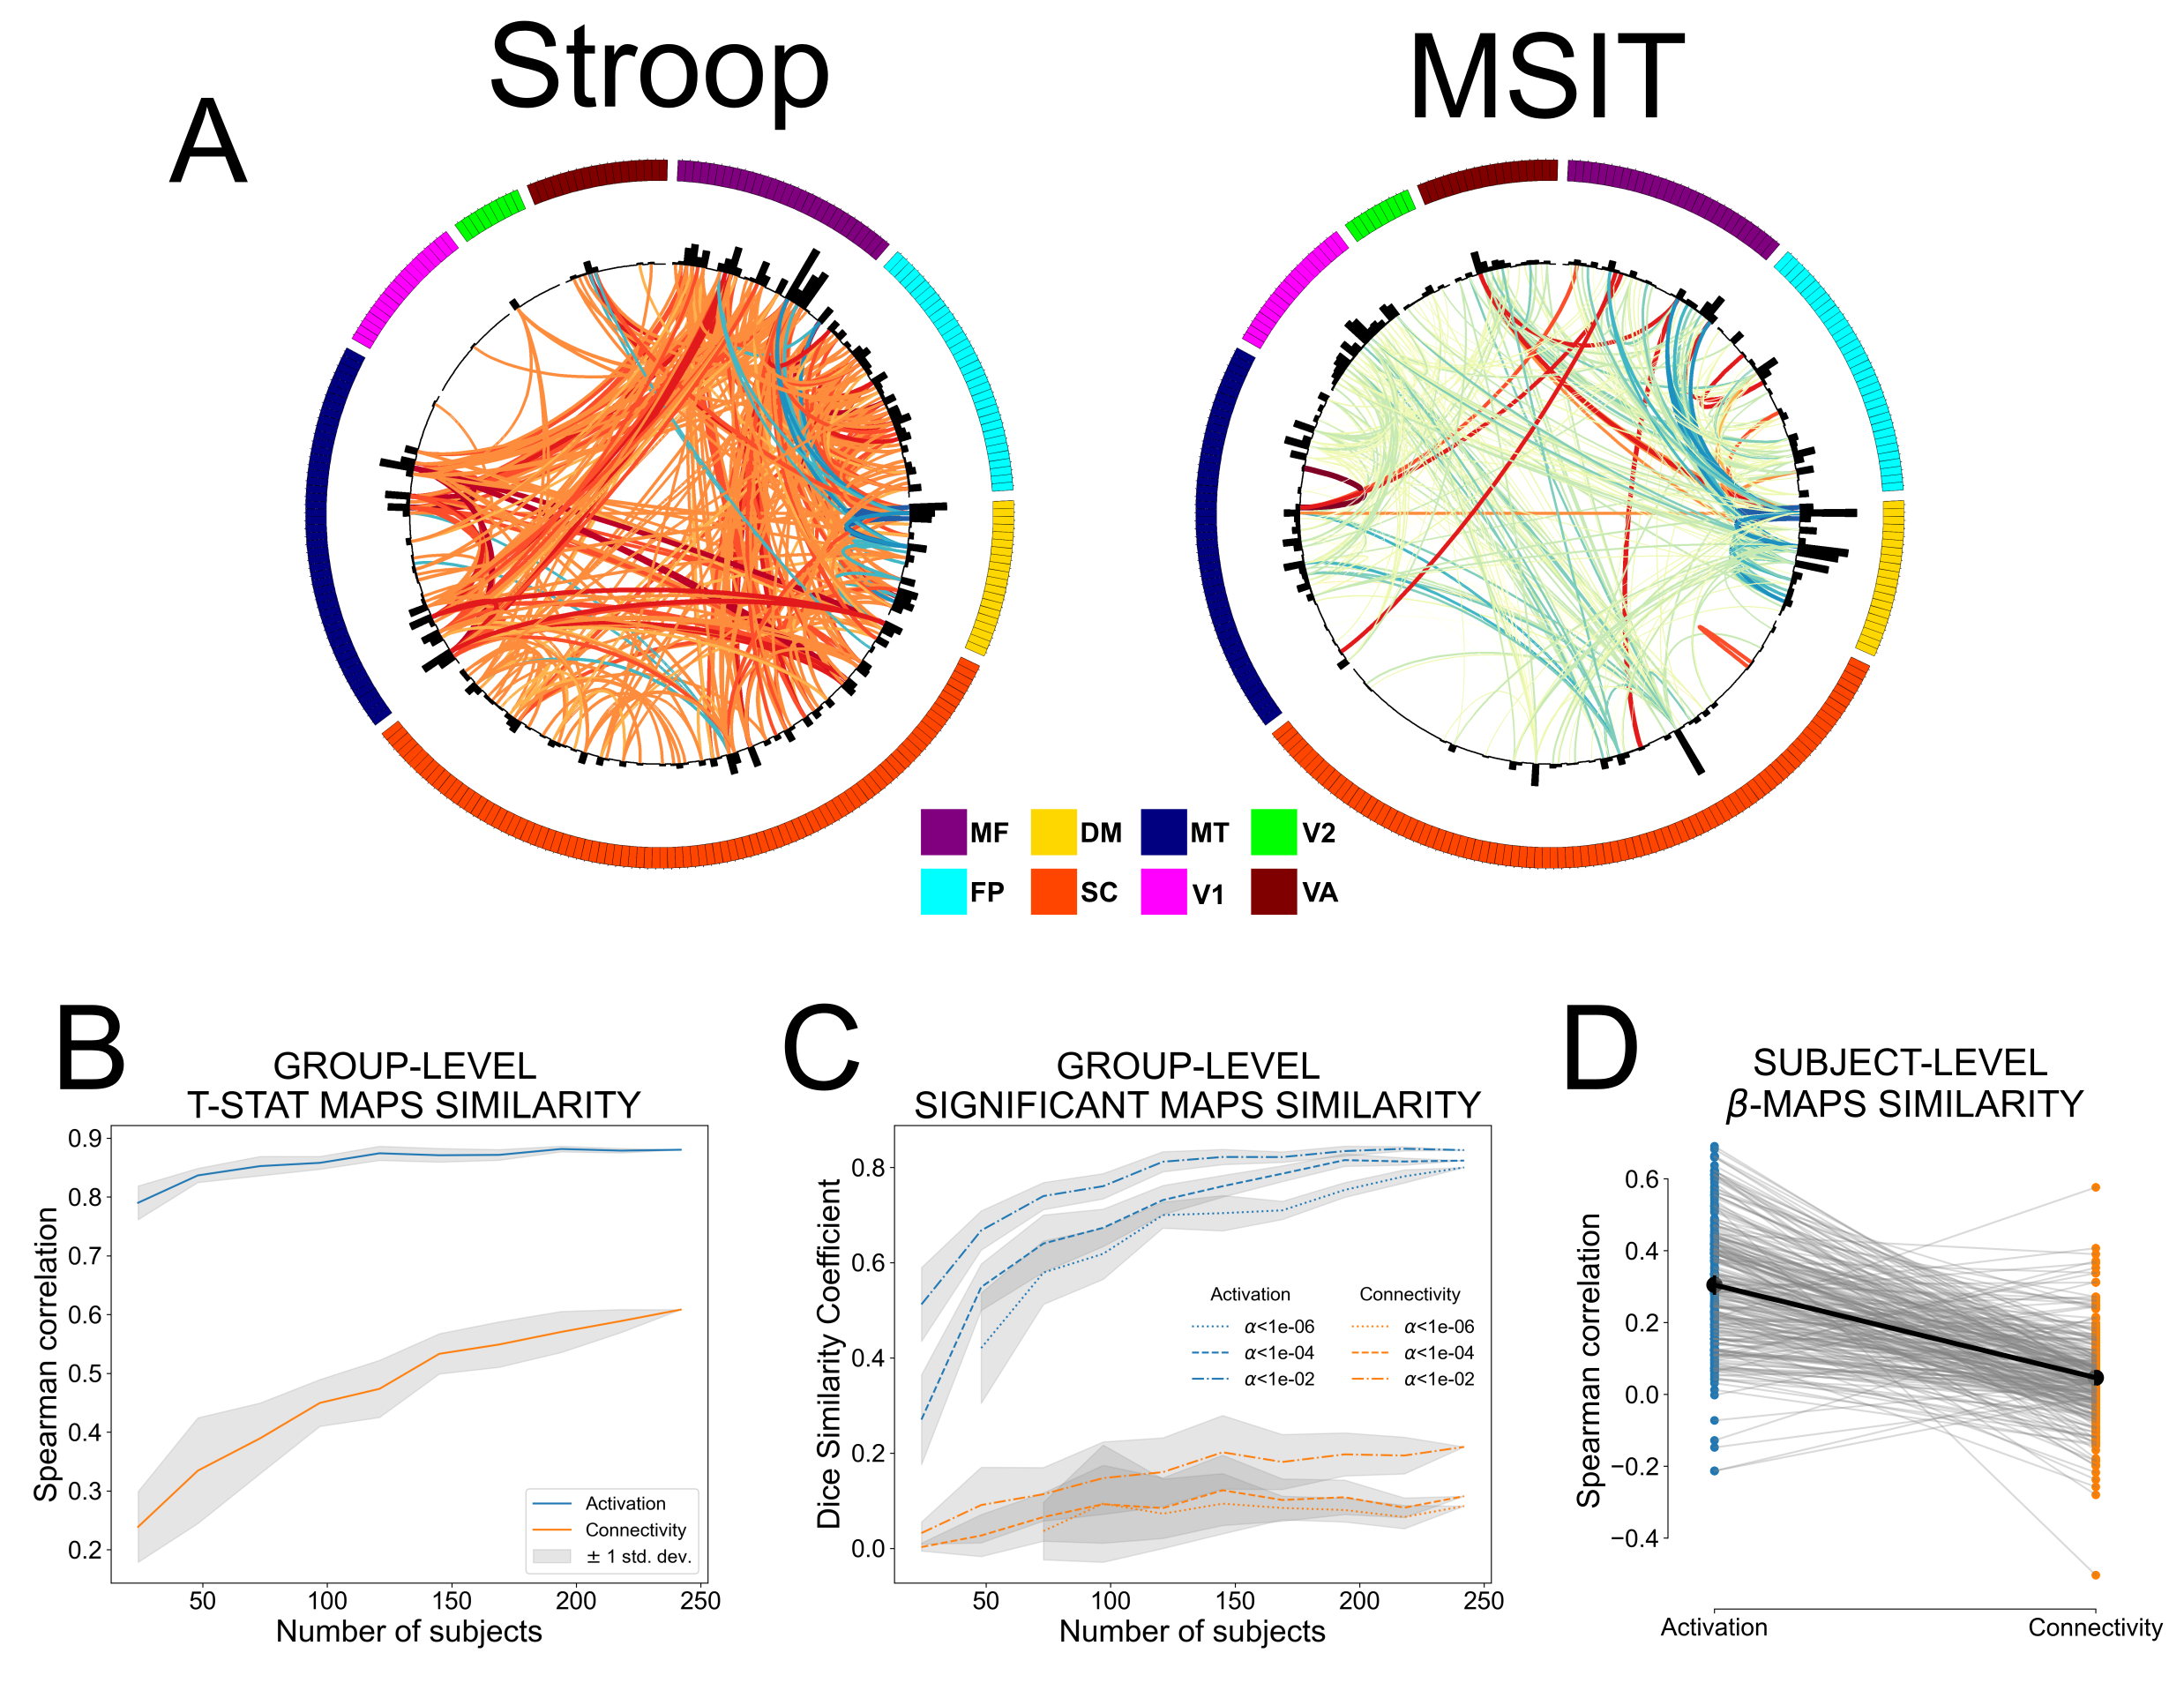 Stroop
MSIT
A
MF
DM
MT
V2
FP
SC
V1
VA
B
GROUP-LEVEL
T-STAT MAPS SIMILARITY
Spearman correlation
0.9
0.8
0.7
0.6
0.5
0.4
0.3
0.2
Activation
Connectivity
± 1 std. dev.
50
100
150
200
250
Number of subjects
C
GROUP-LEVEL
SIGNIFICANT MAPS SIMILARITY
Dice Similarity Coefficient
0.8
0.6
0.4
0.2
0.0
Activation
Connectivity
α<1e-06
α<1e-06
α<1e-04
α<1e-04
α<1e-02
α<1e-02
50
100
150
200
250
Number of subjects
D
SUBJECT-LEVEL
β-MAPS SIMILARITY
Spearman correlation
0.6
0.4
0.2
0.0
−0.2
−0.4
Activation
Connectivity